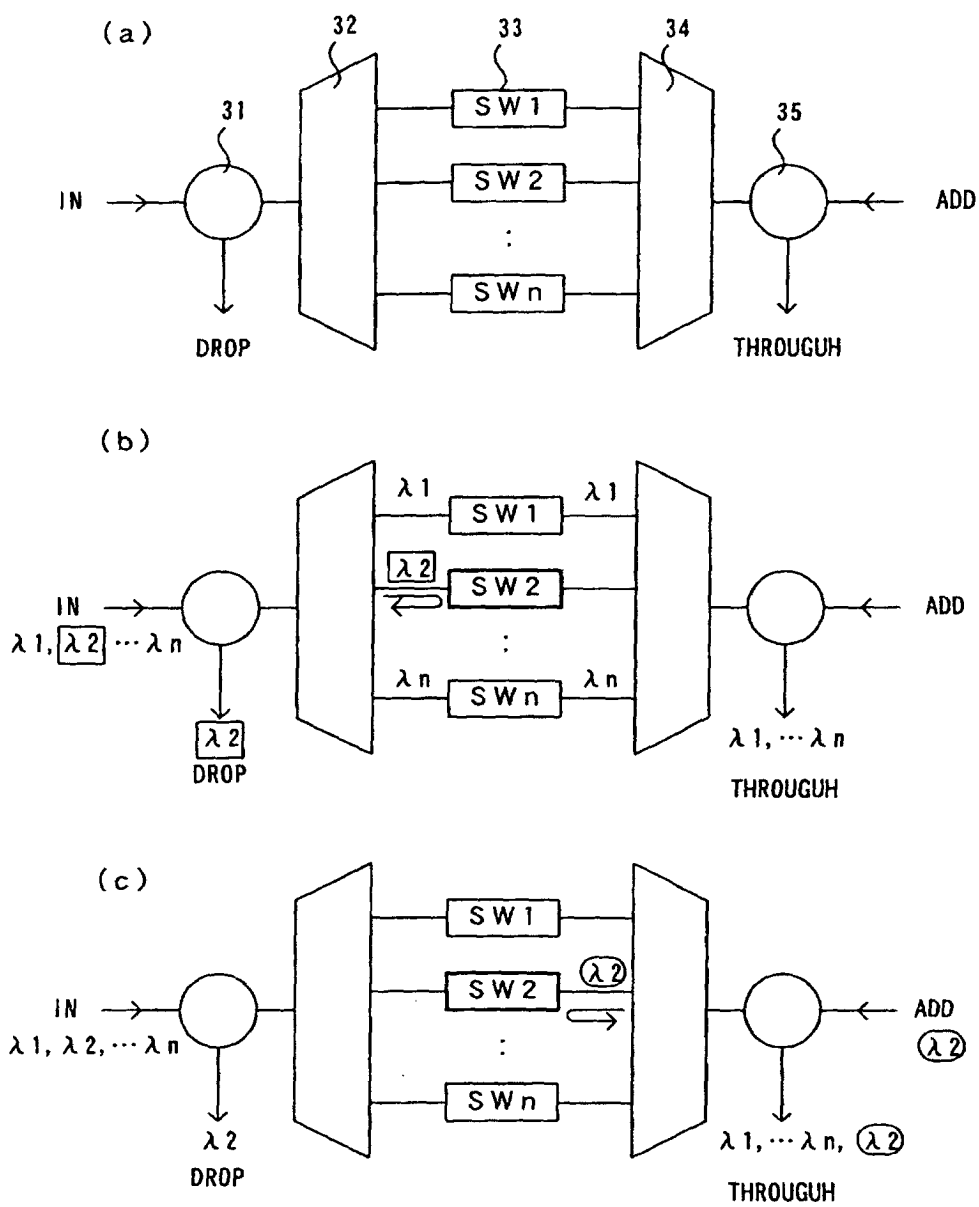 (a)
32
33
34
31
35
SW1
SW2
:
SWn
IN
ADD
DROP
THROUGUH
(b)
λ1
SW1
λ1
λ2
SW2
:
λn
SWn
λn
IN
λ1, λ2 ··· λn
ADD
λ2
DROP
λ1, ··· λn
THROUGUH
(c)
SW1
SW2
λ2
:
SWn
IN
λ1, λ2, ··· λn
ADD
λ2
λ2
DROP
λ1, ··· λn, λ2
THROUGUH